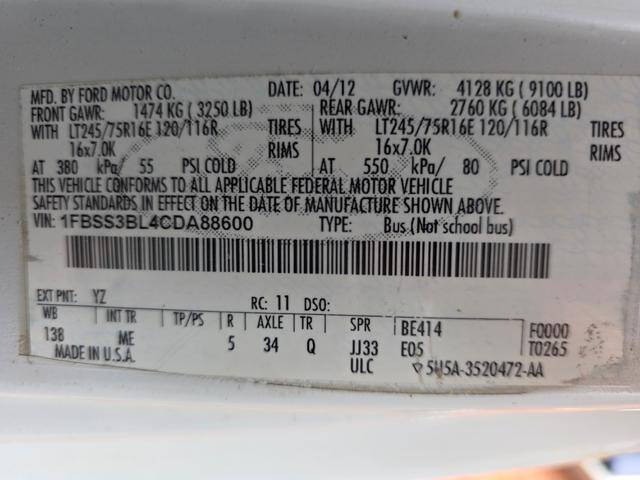 MFD. BY FORD MOTOR CO. DATE: 04/12 GVWR: 4128 KG ( 9100 LB)
FRONT GAWR: 1474 KG ( 3250 LB) REAR GAWR: 2760 KG ( 6084 LB)
WITH LT245/75R16E 120/116R TIRES WITH LT245/75R16E 120/116R TIRES
16x7.0K RIMS 16x7.0K RIMS
AT 380 kPa/ 55 PSI COLD AT 550 kPa/ 80 PSI COLD
THIS VEHICLE CONFORMS TO ALL APPLICABLE FEDERAL MOTOR VEHICLE
SAFETY STANDARDS IN EFFECT ON THE DATE OF MANUFACTURE SHOWN ABOVE.
VIN: 1FBSS3BL4CDA88600 TYPE: Bus (Not school bus)
EXT PNT: YZ RC: 11 DSO:
WB INT TR TP/PS R AXLE TR SPR BE414 F0000
138 ME 5 34 Q JJ33 E05 T0265
MADE IN U.S.A. ULC ▽5U5A-3520472-AA